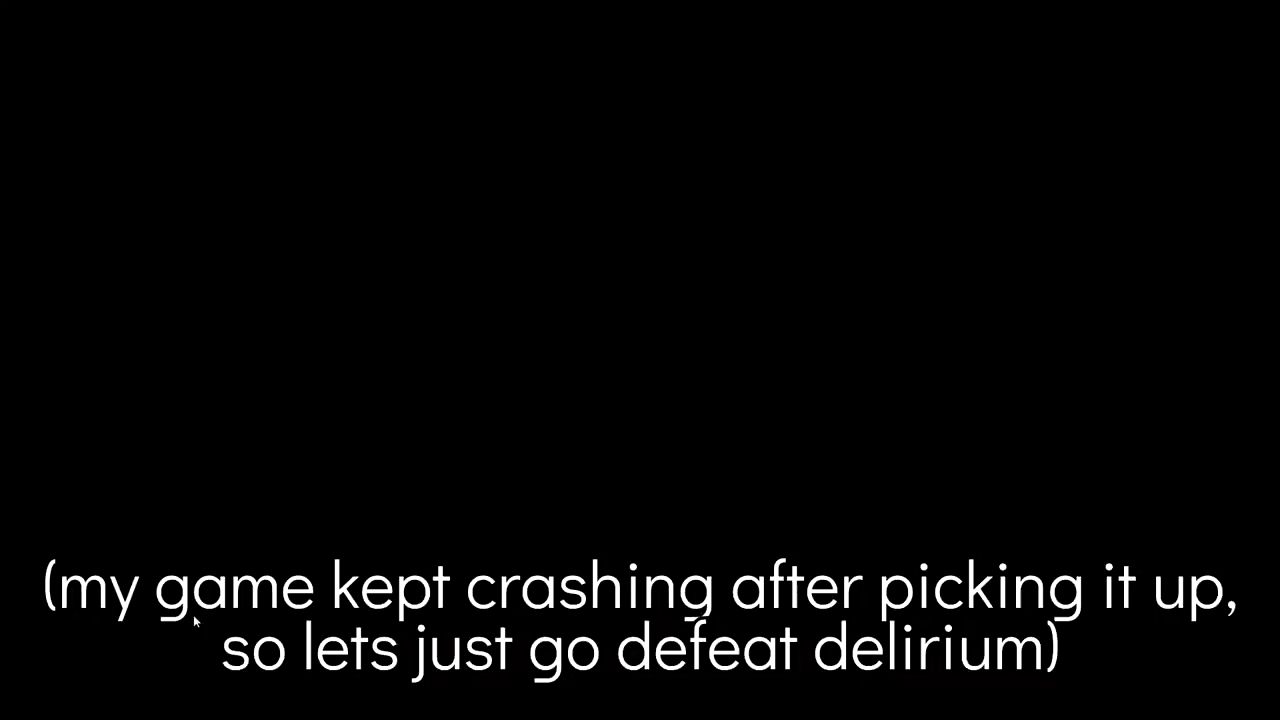 (my game kept crashing after picking it up,
so lets just go defeat delirium)